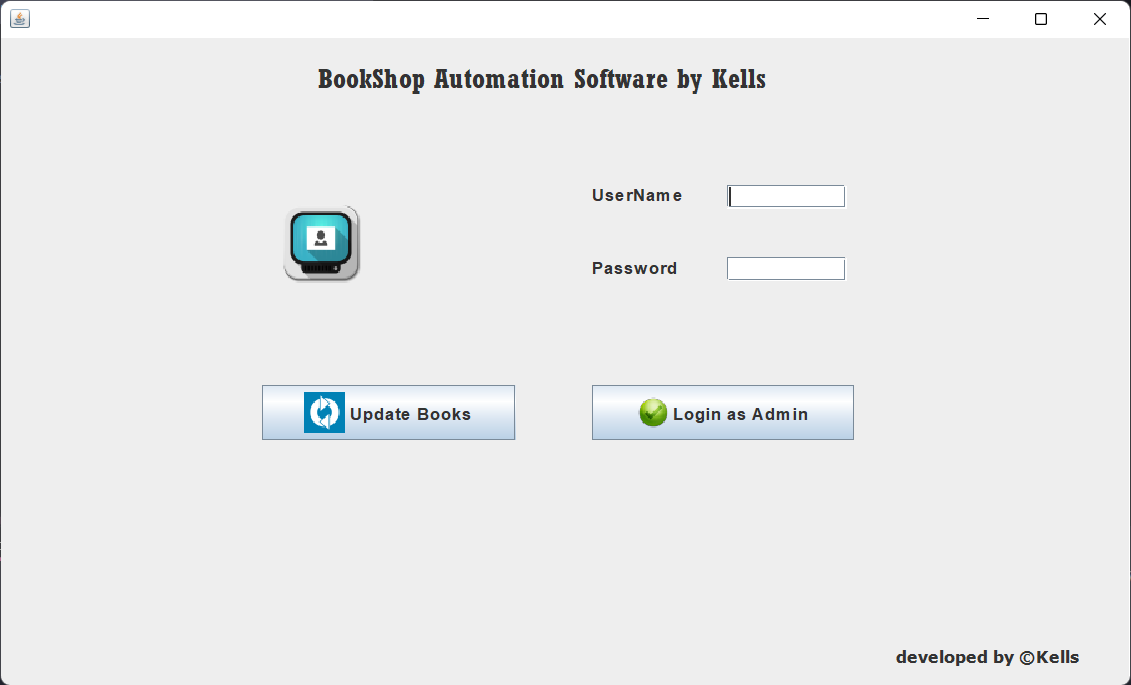 BookShop Automation Software by Kells
UserName
Password
Update Books
Login as Admin
developed by ©Kells